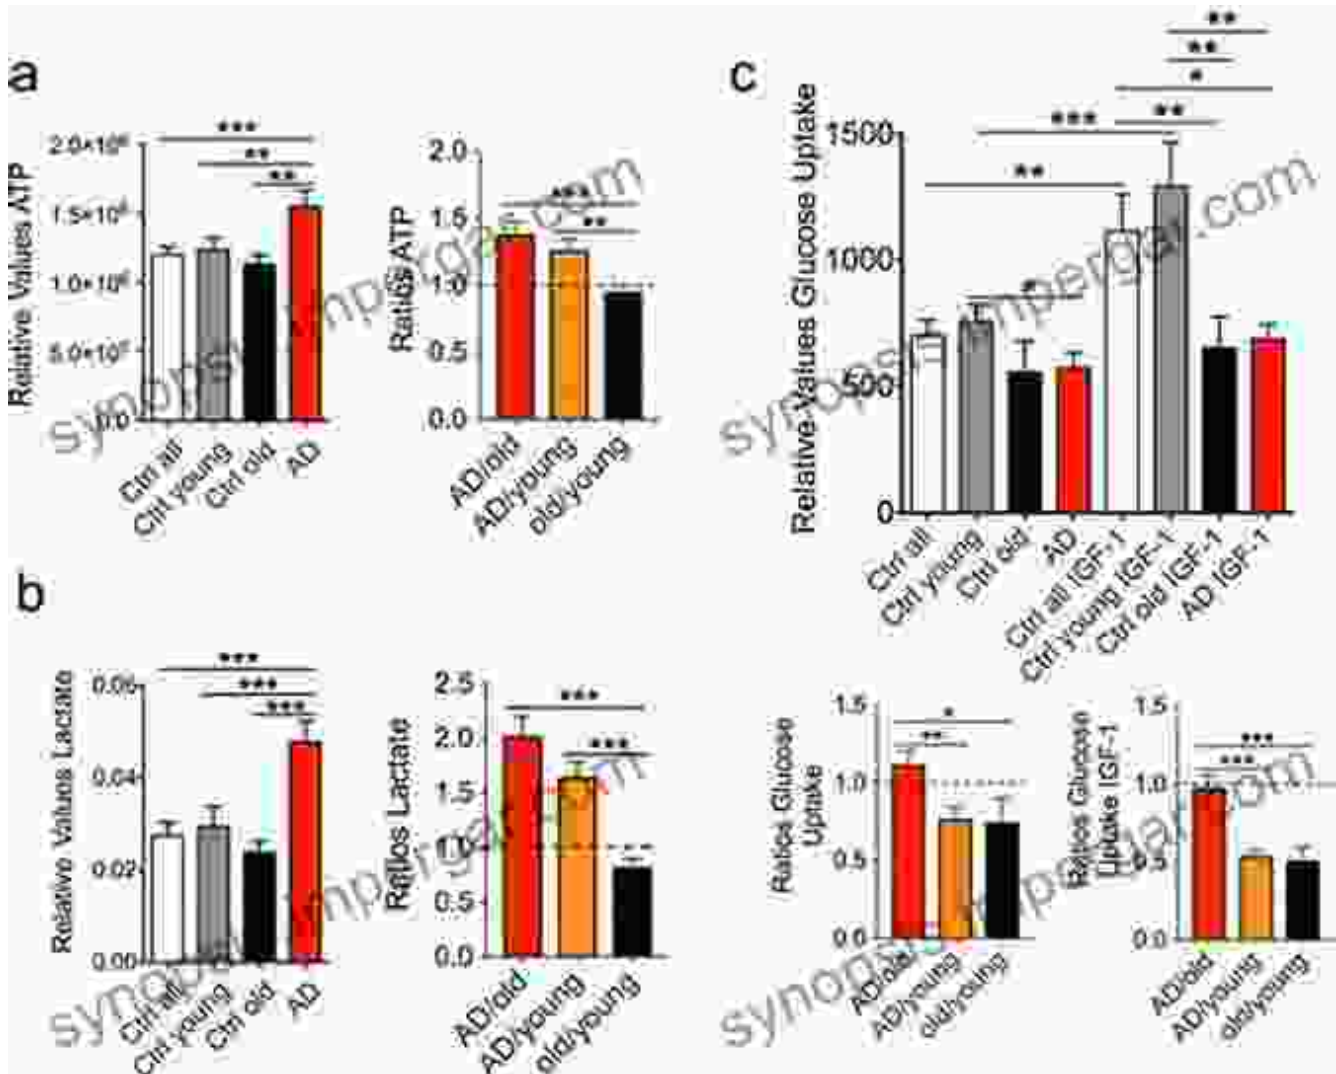 a
Relative Values ATP
2.0×10⁶
1.5×10⁶
1.0×10⁶
5.0×10⁵
0.0
***
**
**
Ctrl all
Ctrl young
Ctrl old
AD
Ratios ATP
2.0
1.5
1.0
0.5
0.0
***
**
AD/old
AD/young
old/young
b
Relative Values Lactate
0.06
0.04
0.02
0.00
***
***
***
Ctrl all
Ctrl young
Ctrl old
AD
Ratios Lactate
2.5
2.0
1.5
1.0
0.5
0.0
***
***
AD/old
AD/young
old/young
c
Relative Values Glucose Uptake
1500
1000
500
0
**
**
*
**
***
**
*
Ctrl all
Ctrl young
Ctrl old
AD
Ctrl all IGF-1
Ctrl young IGF-1
Ctrl old IGF-1
AD IGF-1
Ratios Glucose
Uptake
1.5
1.0
0.5
0.0
*
**
AD/old
AD/young
old/young
Ratios Glucose
Uptake IGF-1
1.5
1.0
0.5
0.0
***
***
AD/old
AD/young
old/young